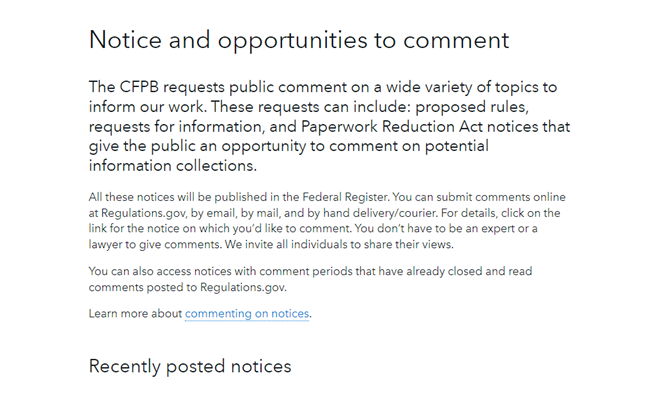 Notice and opportunities to comment
The CFPB requests public comment on a wide variety of topics to
inform our work. These requests can include: proposed rules,
requests for information, and Paperwork Reduction Act notices that
give the public an opportunity to comment on potential
information collections.
All these notices will be published in the Federal Register. You can submit comments online
at Regulations.gov, by email, by mail, and by hand delivery/courier. For details, click on the
link for the notice on which you’d like to comment. You don’t have to be an expert or a
lawyer to give comments. We invite all individuals to share their views.
You can also access notices with comment periods that have already closed and read
comments posted to Regulations.gov.
Learn more about commenting on notices.
Recently posted notices